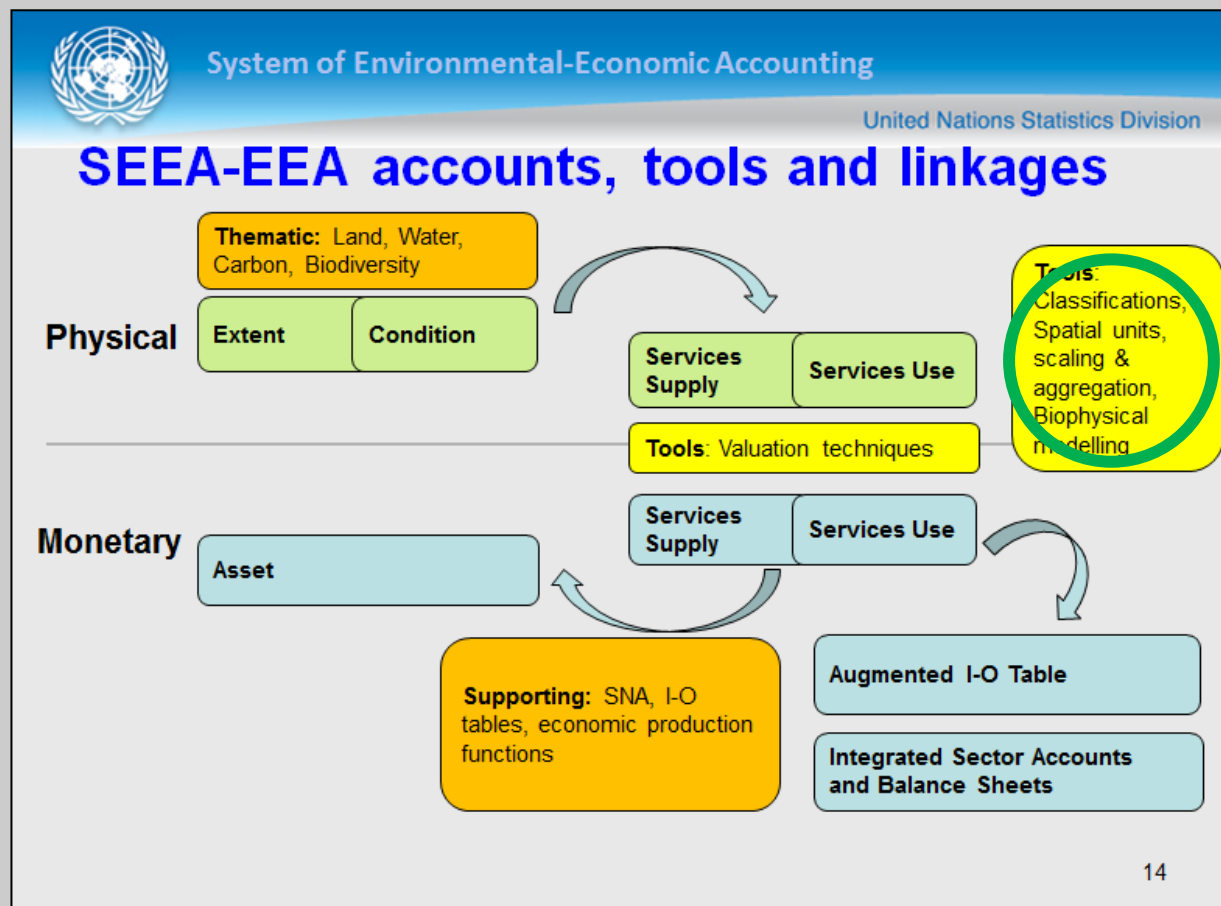 System of Environmental-Economic Accounting
United Nations Statistics Division
SEEA-EEA accounts, tools and linkages
Thematic: Land, Water,
Carbon, Biodiversity
Physical
Extent
Condition
Services
Supply
Services Use
Tools:
Classifications,
Spatial units,
scaling &
aggregation,
Biophysical
modelling
Tools: Valuation techniques
Monetary
Asset
Services
Supply
Services Use
Supporting: SNA, I-O
tables, economic production
functions
Augmented I-O Table
Integrated Sector Accounts
and Balance Sheets
14